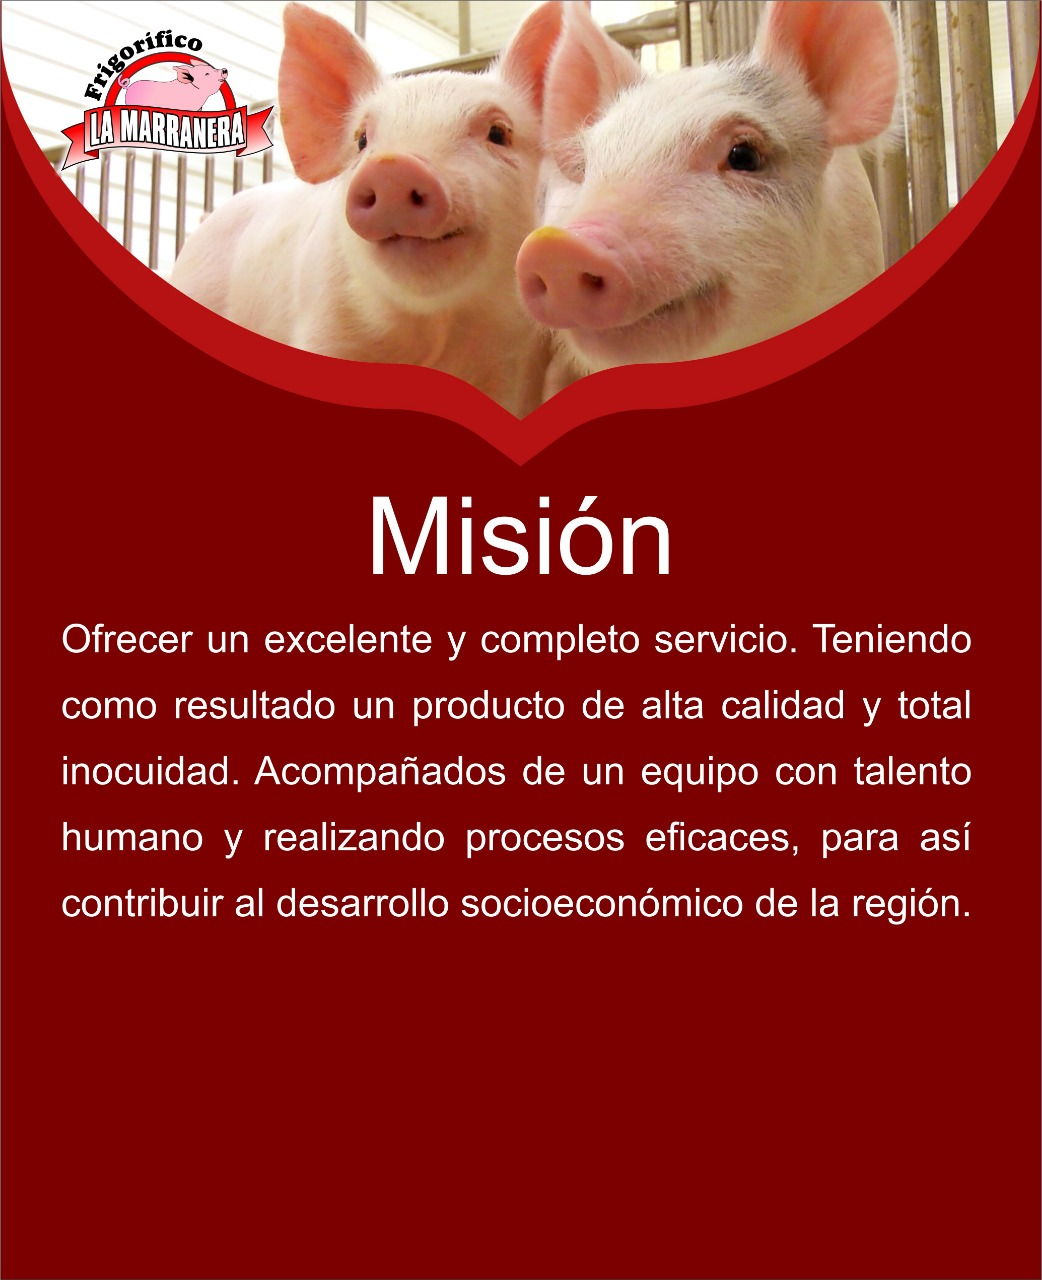 Frigorífico
LA MARRANERA
Misión
Ofrecer un excelente y completo servicio. Teniendo
como resultado un producto de alta calidad y total
inocuidad. Acompañados de un equipo con talento
humano y realizando procesos eficaces, para así
contribuir al desarrollo socioeconómico de la región.